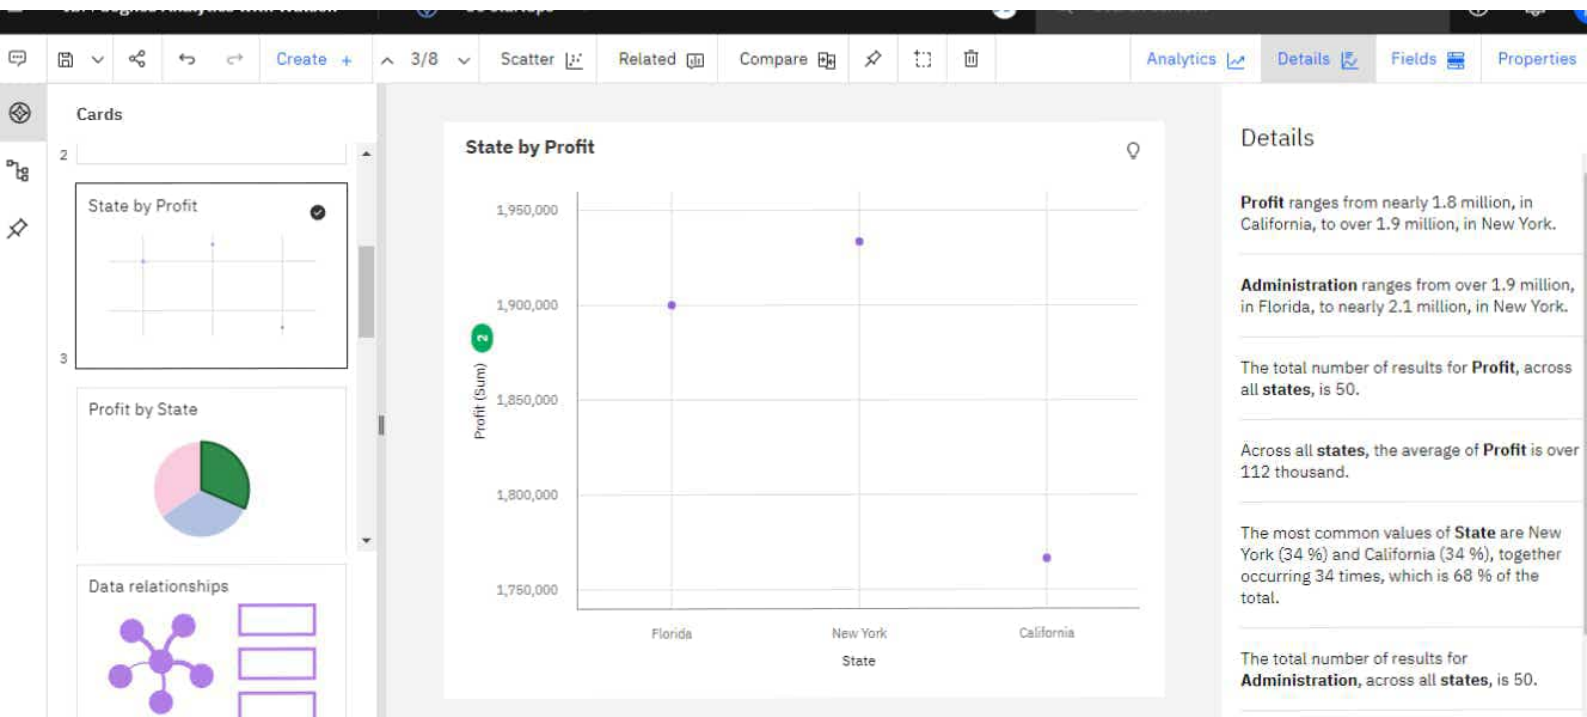 Create +
3/8
Scatter
Related
Compare
Analytics
Details
Fields
Properties
Cards
2
State by Profit
3
Profit by State
Data relationships
State by Profit
1,950,000
1,900,000
1,850,000
1,800,000
1,750,000
Profit (Sum)
2
Florida
New York
California
State
Details
Profit ranges from nearly 1.8 million, in
California, to over 1.9 million, in New York.
Administration ranges from over 1.9 million,
in Florida, to nearly 2.1 million, in New York.
The total number of results for Profit, across
all states, is 50.
Across all states, the average of Profit is over
112 thousand.
The most common values of State are New
York (34 %) and California (34 %), together
occurring 34 times, which is 68 % of the
total.
The total number of results for
Administration, across all states, is 50.